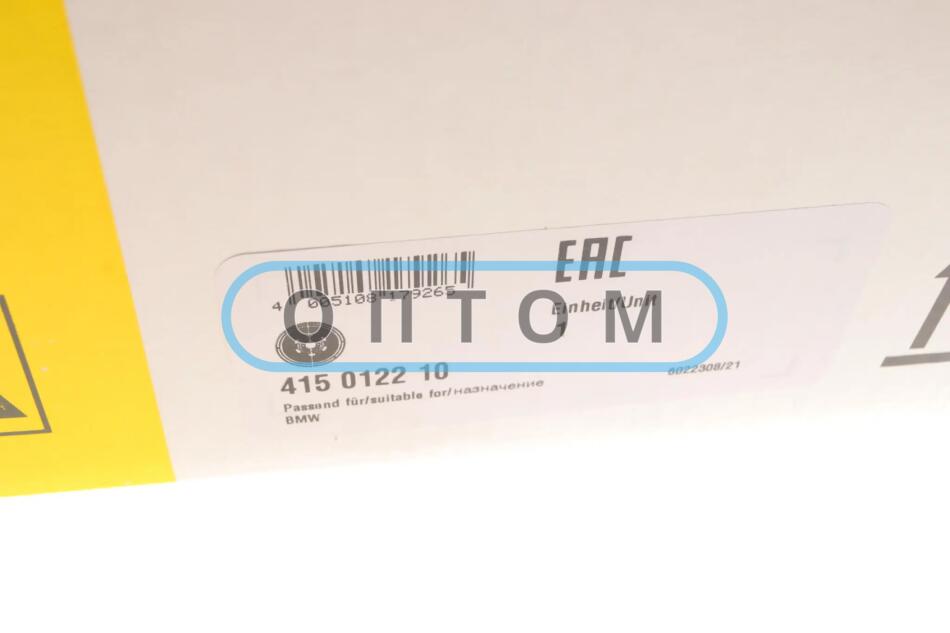 EAC
4 005108 179265
ОПТОМ
Einheit/Unit
1
415 0122 10
6022308/21
Passend für/suitable for/назначение
BMW